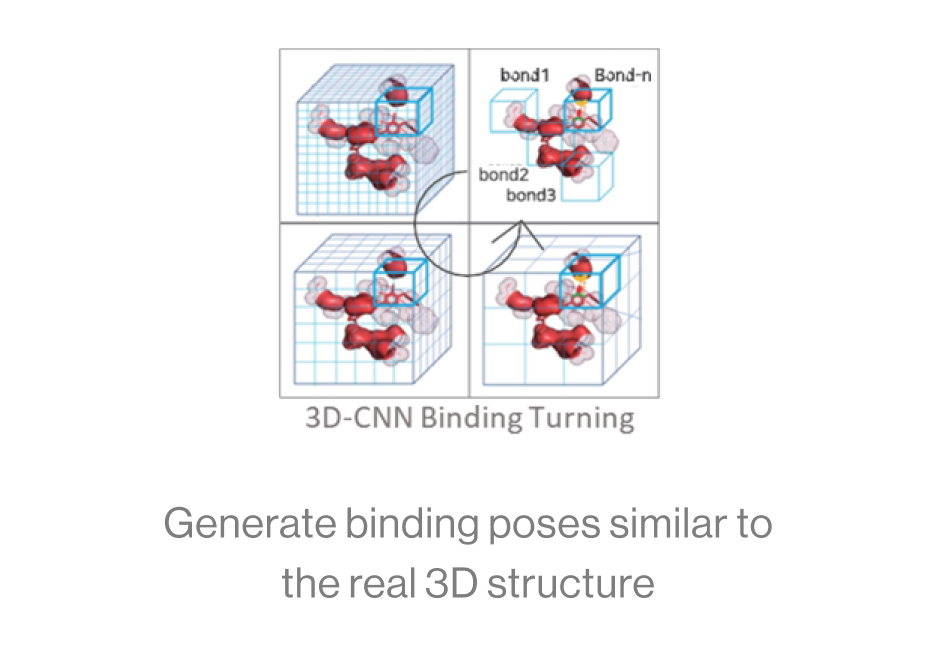 bond1 Bond-n
bond2
bond3
3D-CNN Binding Turning
Generate binding poses similar to
the real 3D structure